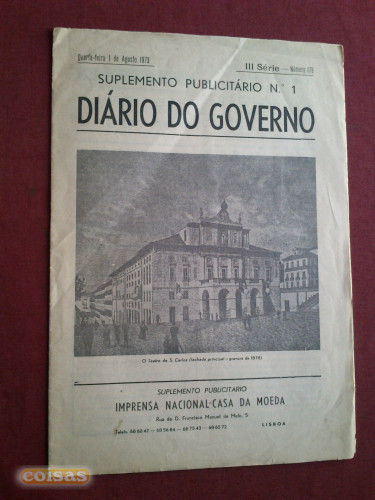 Quarta-feira 1 de Agosto 1973
III Série — Número 179
SUPLEMENTO PUBLICITÁRIO N.º 1
DIÁRIO DO GOVERNO
O Teatro de S. Carlos (fachada principal - gravura de 1818)
SUPLEMENTO PUBLICITÁRIO
IMPRENSA NACIONAL-CASA DA MOEDA
Rua de D. Francisco Manuel de Melo, 5
LISBOA
coisas